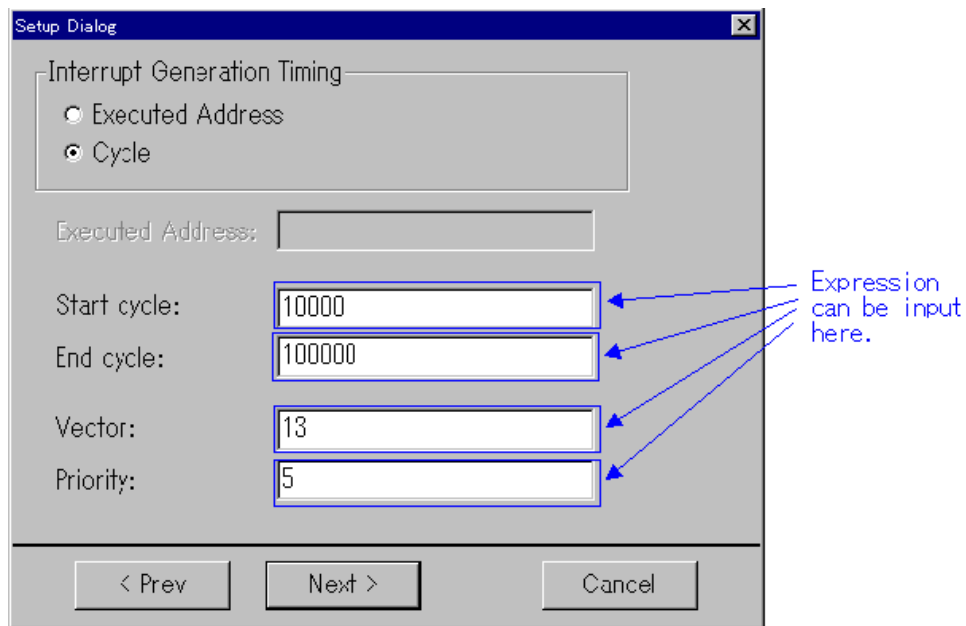 Setup Dialog
Interrupt Generation Timing
Executed Address
Cycle
Executed Address:
Start cycle:
10000
End cycle:
100000
Vector:
13
Priority:
5
Expression
can be input
here.
< Prev
Next >
Cancel